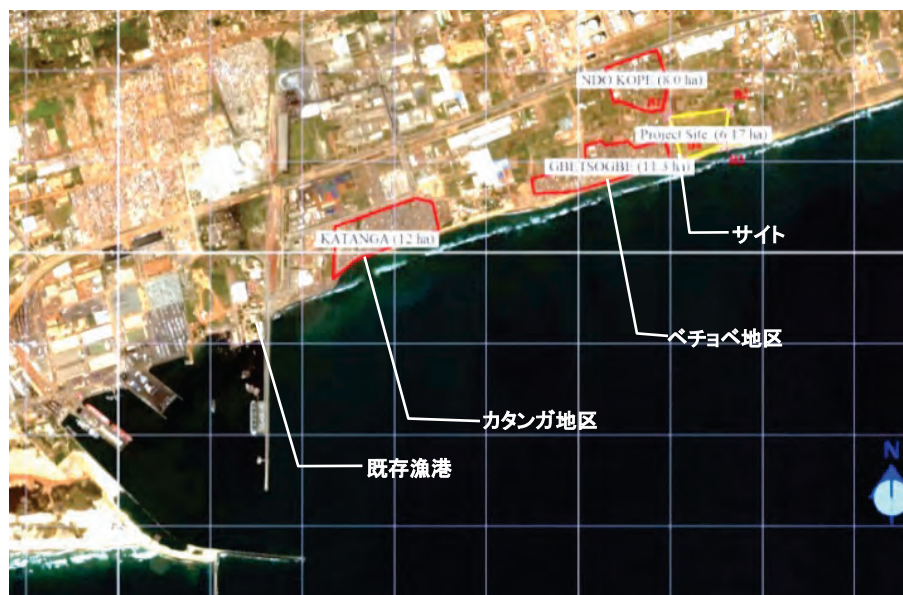 NDO KOPE (8.0 ha)
Project Site (6.17 ha)
GBETSOGBE (11.3 ha)
サイト
KATANGA (12 ha)
ベチョベ地区
カタンガ地区
既存漁港
N